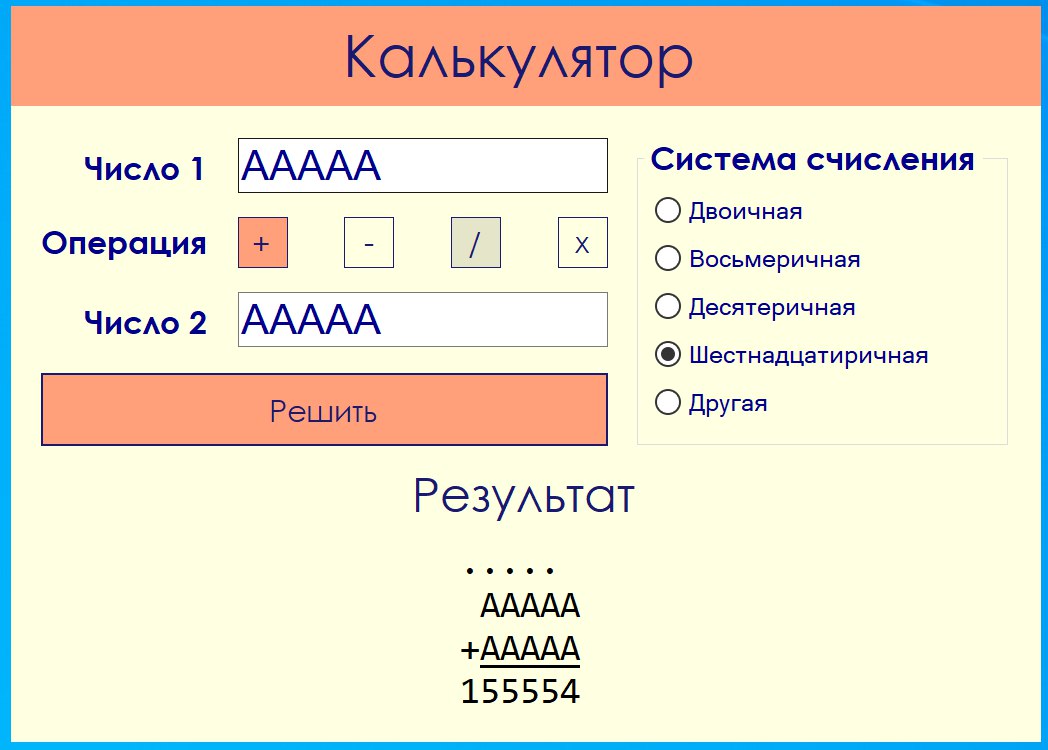 Калькулятор
Число 1 AAAAA
Операция + - / x
Число 2 AAAAA
Решить
Система счисления
Двоичная
Восьмеричная
Десятеричная
Шестнадцатиричная
Другая
Результат
.....
AAAAA
+AAAAA
155554